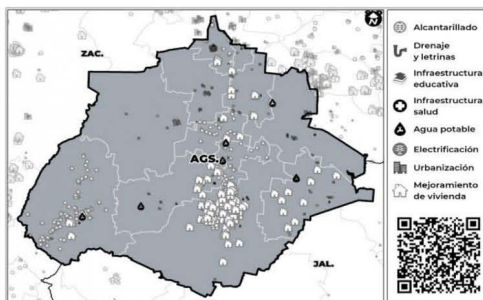 ZAC.
AGS.
JAL.
Alcantarillado
Drenaje
y letrinas
Infraestructura
educativa
Infraestructura
salud
Agua potable
Electrificación
Urbanización
Mejoramiento
de vivienda